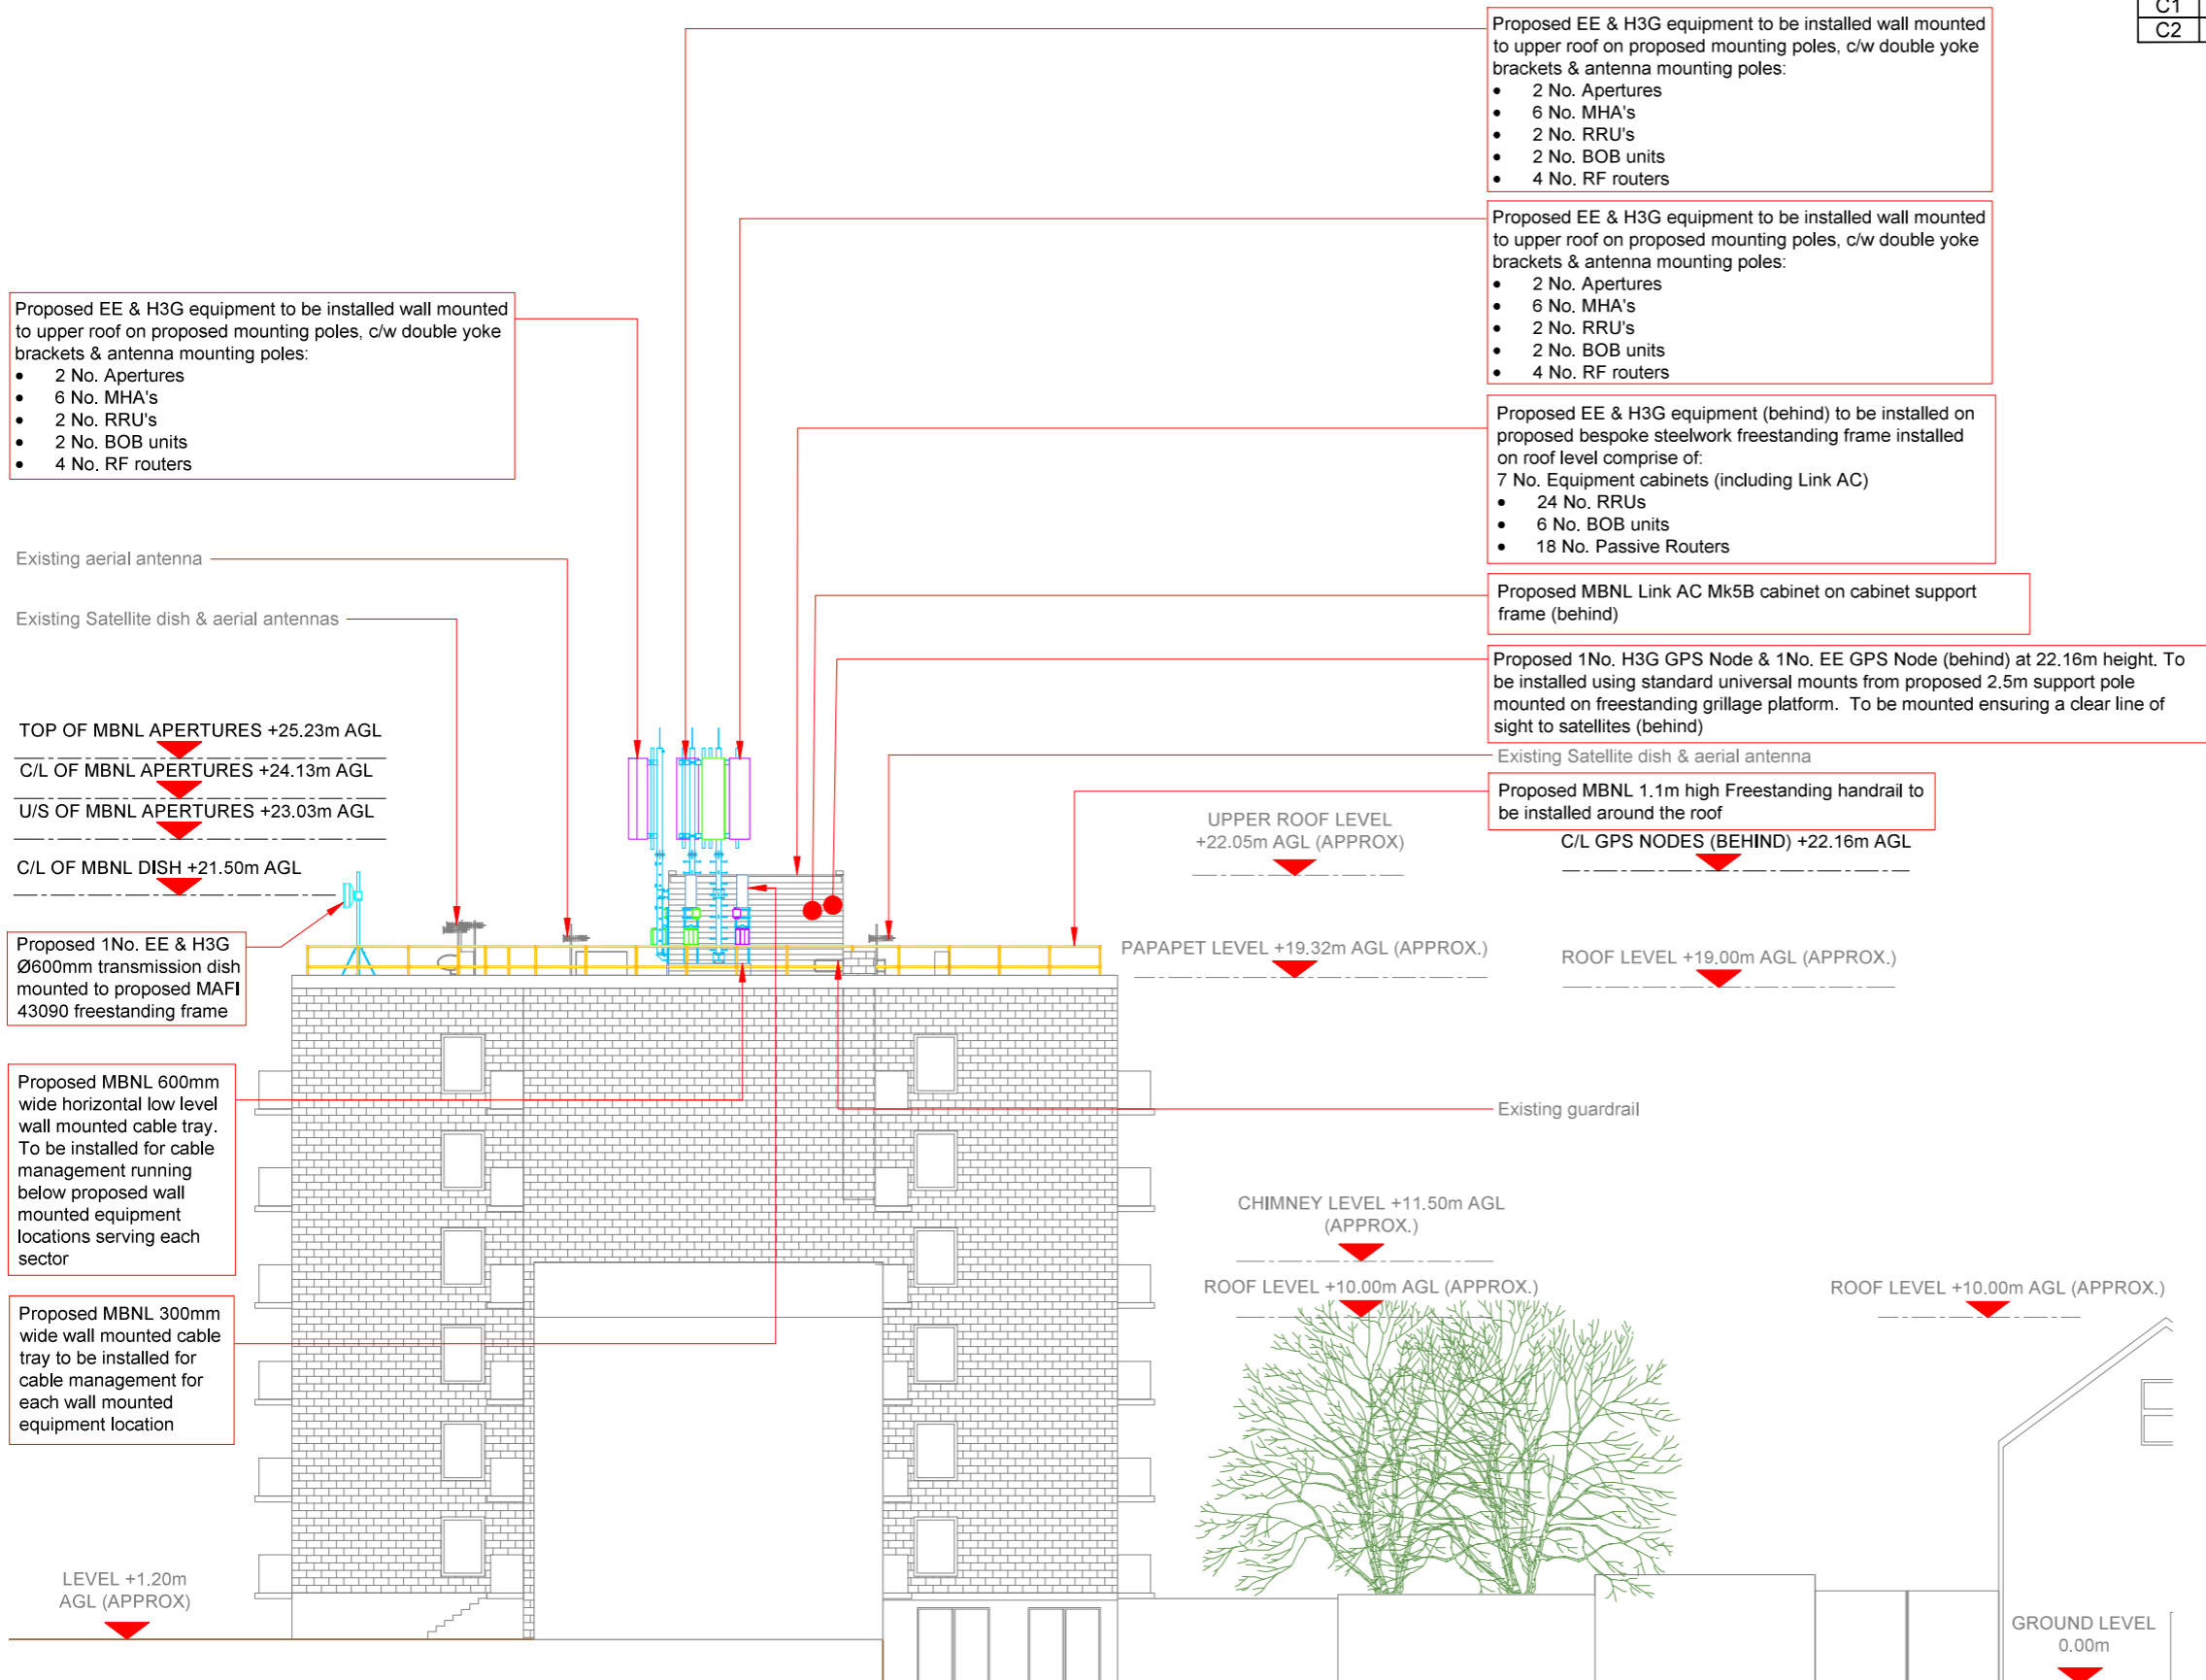 C1
C2
Proposed EE & H3G equipment to be installed wall mounted
to upper roof on proposed mounting poles, c/w double yoke
brackets & antenna mounting poles:
• 2 No. Apertures
• 6 No. MHA's
• 2 No. RRU's
• 2 No. BOB units
• 4 No. RF routers
Proposed EE & H3G equipment to be installed wall mounted
to upper roof on proposed mounting poles, c/w double yoke
brackets & antenna mounting poles:
• 2 No. Apertures
• 6 No. MHA's
• 2 No. RRU's
• 2 No. BOB units
• 4 No. RF routers
Proposed EE & H3G equipment to be installed wall mounted
to upper roof on proposed mounting poles, c/w double yoke
brackets & antenna mounting poles:
• 2 No. Apertures
• 6 No. MHA's
• 2 No. RRU's
• 2 No. BOB units
• 4 No. RF routers
Proposed EE & H3G equipment (behind) to be installed on
proposed bespoke steelwork freestanding frame installed
on roof level comprise of:
7 No. Equipment cabinets (including Link AC)
• 24 No. RRUs
• 6 No. BOB units
• 18 No. Passive Routers
Existing aerial antenna
Existing Satellite dish & aerial antennas
Proposed MBNL Link AC Mk5B cabinet on cabinet support
frame (behind)
Proposed 1No. H3G GPS Node & 1No. EE GPS Node (behind) at 22.16m height. To
be installed using standard universal mounts from proposed 2.5m support pole
mounted on freestanding grillage platform. To be mounted ensuring a clear line of
sight to satellites (behind)
TOP OF MBNL APERTURES +25.23m AGL
C/L OF MBNL APERTURES +24.13m AGL
U/S OF MBNL APERTURES +23.03m AGL
C/L OF MBNL DISH +21.50m AGL
Existing Satellite dish & aerial antenna
Proposed MBNL 1.1m high Freestanding handrail to
be installed around the roof
UPPER ROOF LEVEL
+22.05m AGL (APPROX)
C/L GPS NODES (BEHIND) +22.16m AGL
Proposed 1No. EE & H3G
Ø600mm transmission dish
mounted to proposed MAFI
43090 freestanding frame
PAPAPET LEVEL +19.32m AGL (APPROX.)
ROOF LEVEL +19.00m AGL (APPROX.)
Proposed MBNL 600mm
wide horizontal low level
wall mounted cable tray.
To be installed for cable
management running
below proposed wall
mounted equipment
locations serving each
sector
Existing guardrail
CHIMNEY LEVEL +11.50m AGL
(APPROX.)
ROOF LEVEL +10.00m AGL (APPROX.)
ROOF LEVEL +10.00m AGL (APPROX.)
Proposed MBNL 300mm
wide wall mounted cable
tray to be installed for
cable management for
each wall mounted
equipment location
LEVEL +1.20m
AGL (APPROX)
GROUND LEVEL
0.00m